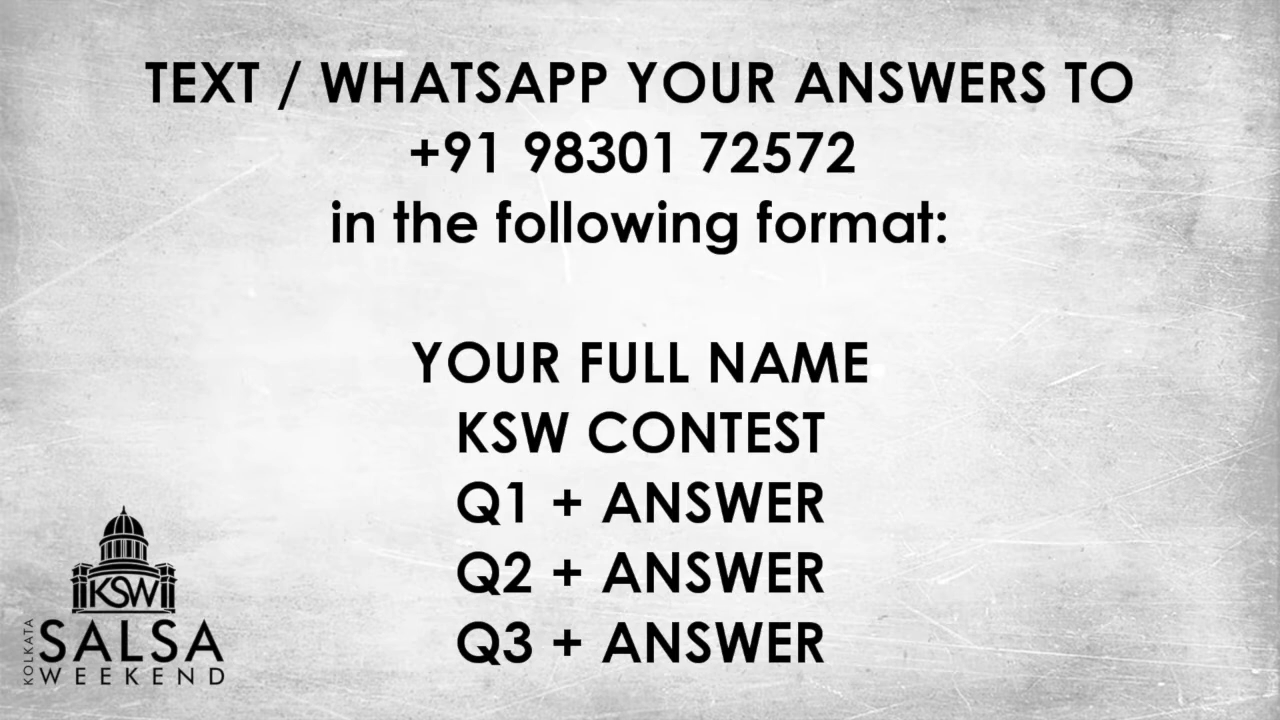 TEXT / WHATSAPP YOUR ANSWERS TO
+91 98301 72572
in the following format:
YOUR FULL NAME
KSW CONTEST
Q1 + ANSWER
Q2 + ANSWER
Q3 + ANSWER
KSW
KOLKATA
SALSA
WEEKEND